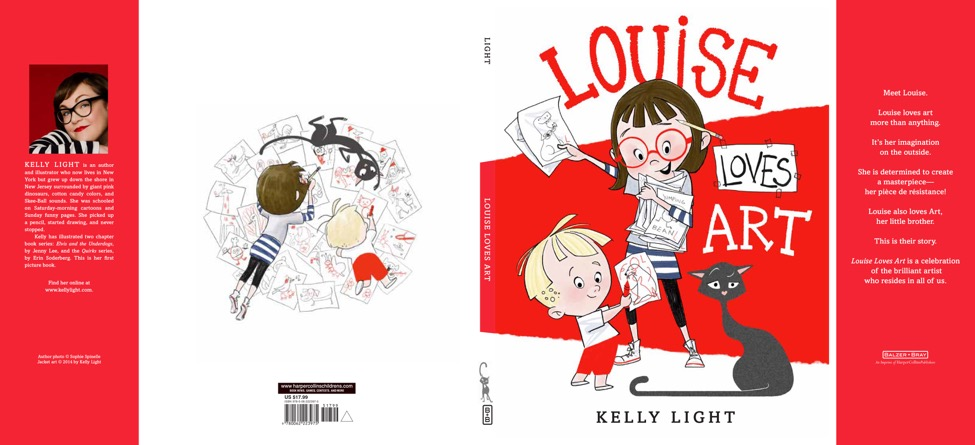 KELLY LIGHT is an author
and illustrator who now lives in New
York but grew up down the shore in
New Jersey surrounded by giant pink
dinosaurs, cotton candy colors, and
Skee-Ball sounds. She was schooled
on Saturday-morning cartoons and
Sunday funny pages. She picked up
a pencil, started drawing, and never
stopped.
Kelly has illustrated two chapter
book series: Elvis and the Underdogs,
by Jenny Lee, and the Quirks series,
by Erin Soderberg. This is her first
picture book.
Find her online at
www.kellylight.com.
Author photo © Sophie Spinelle
Jacket art © 2014 by Kelly Light
www.harpercollinschildrens.com
BOOK NEWS, GAMES, CONTESTS, AND MORE!
US $17.99
LIGHT
LOUISE LOVES ART
B+B
LOUiSE
LOVES
ART
JUMPING
BEAN!
KELLY LIGHT
Meet Louise.
Louise loves art
more than anything.
It's her imagination
on the outside.
She is determined to create
a masterpiece—
her pièce de résistance!
Louise also loves Art,
her little brother.
This is their story.
Louise Loves Art is a celebration
of the brilliant artist
who resides in all of us.
BALZER + BRAY
An Imprint of HarperCollinsPublishers